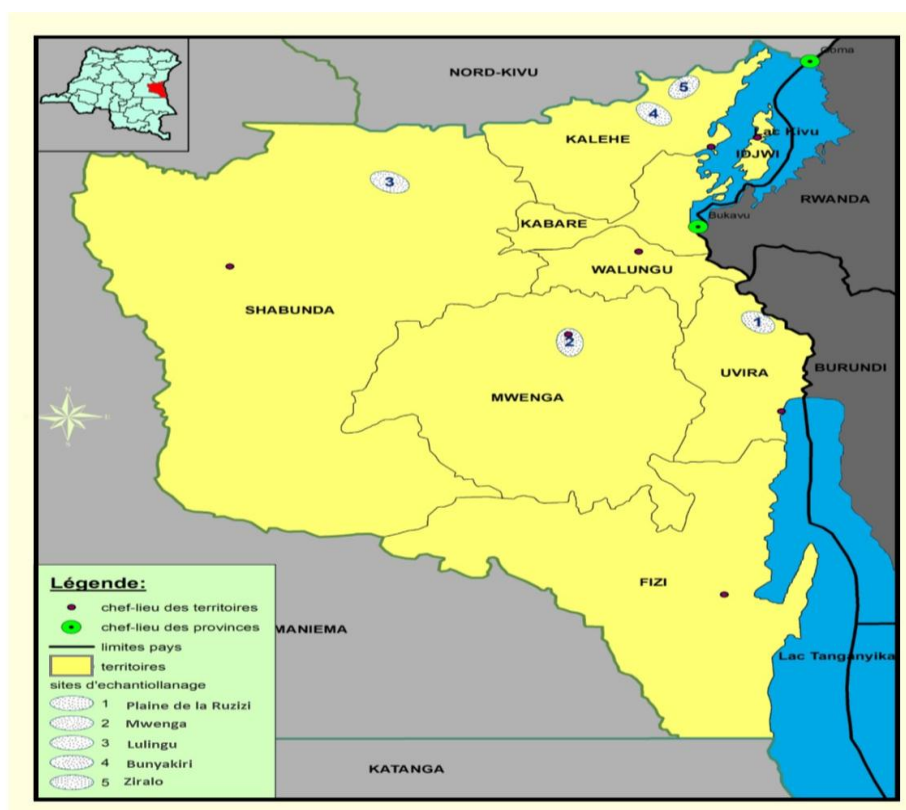 Goma
NORD-KIVU
5
4
KALEHE
Lac Kivu
IDJWI
3
RWANDA
Bukavu
KABARE
WALUNGU
SHABUNDA
1
2
UVIRA
BURUNDI
MWENGA
N
Légende:
chef-lieu des territoires
FIZI
chef-lieu des provinces
MANIEMA
limites pays
territoires
Lac Tanganyika
sites d'echantiollanage
1 Plaine de la Ruzizi
2 Mwenga
3 Lulingu
4 Bunyakiri
5 Ziralo
KATANGA